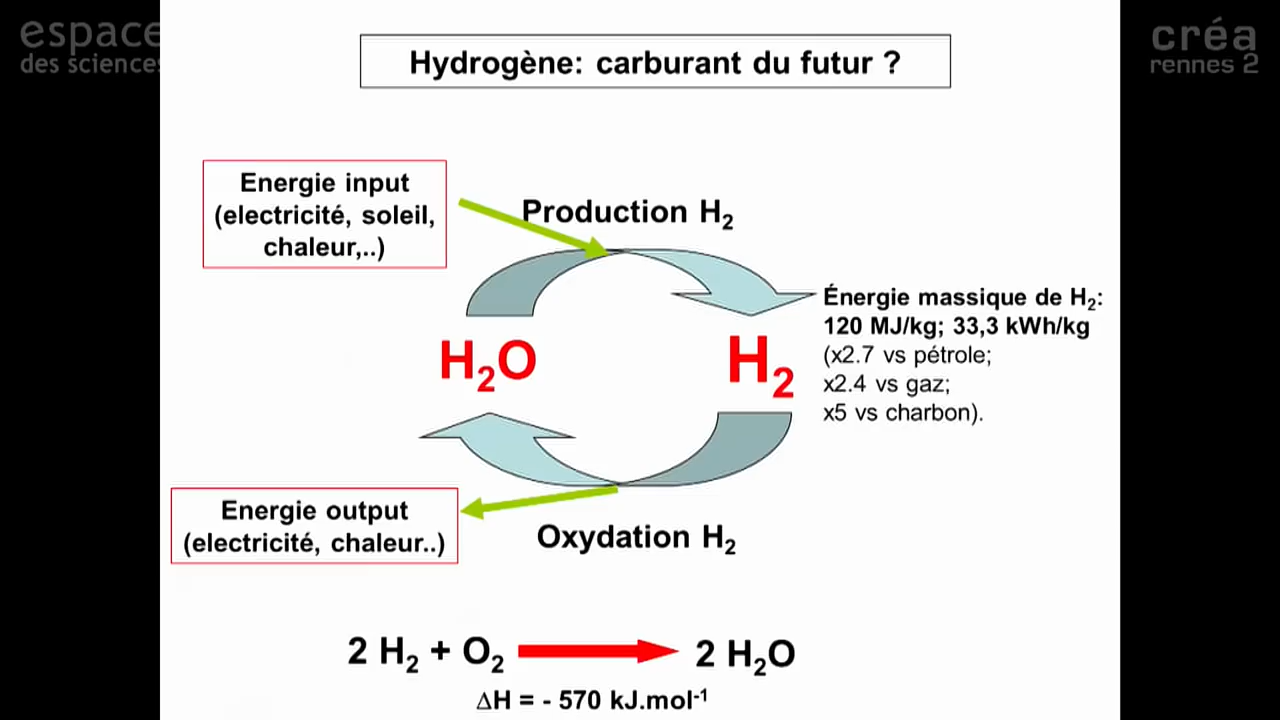 espace
des sciences
créa
rennes 2
Hydrogène: carburant du futur ?
Energie input
(electricité, soleil,
chaleur,..)
Production H₂
Énergie massique de H₂:
120 MJ/kg; 33,3 kWh/kg
(x2.7 vs pétrole;
x2.4 vs gaz;
x5 vs charbon).
H₂O
H₂
Energie output
(electricité, chaleur..)
Oxydation H₂
2 H₂ + O₂
2 H₂O
ΔH = - 570 kJ.mol⁻¹